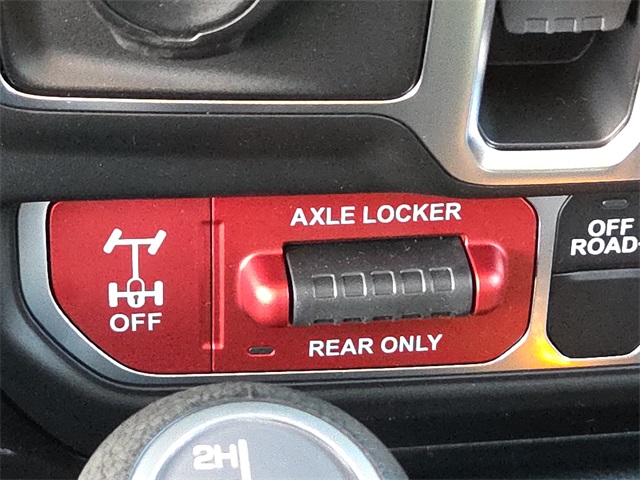 AXLE LOCKER
OFF
REAR ONLY
OFF
ROAD+
2H